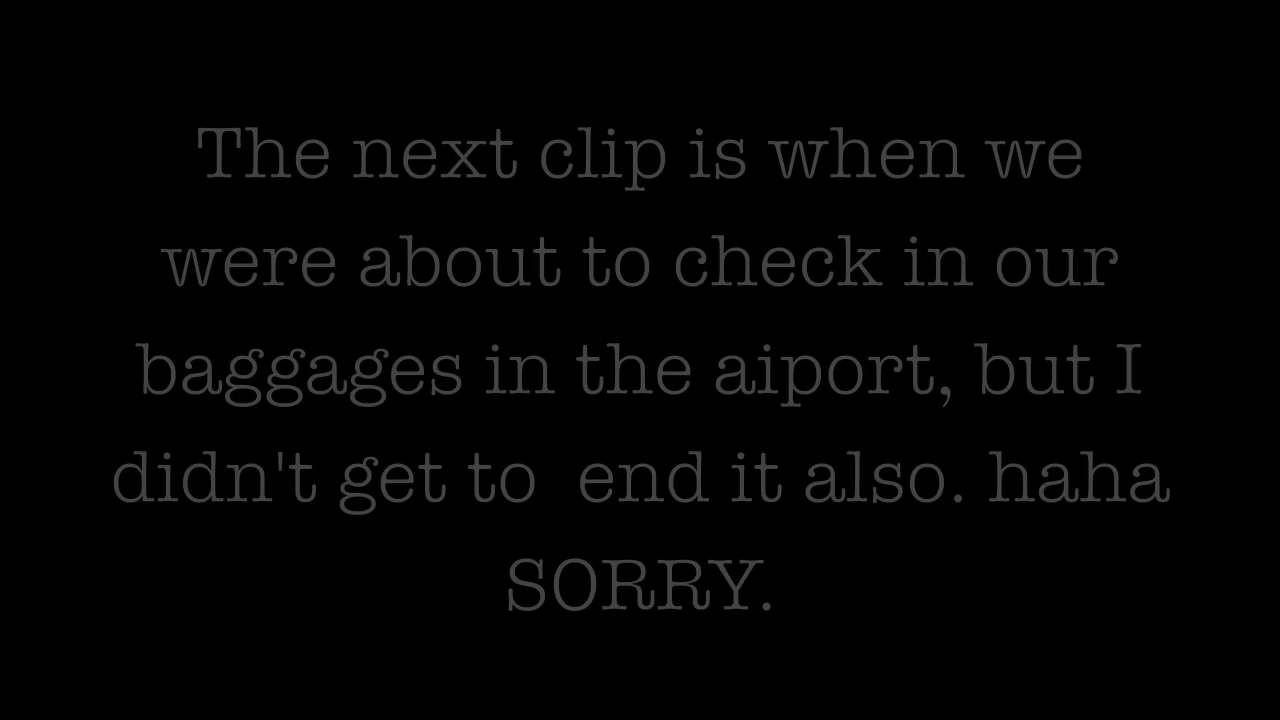 The next clip is when we
were about to check in our
baggages in the aiport, but I
didn't get to  end it also. haha
SORRY.